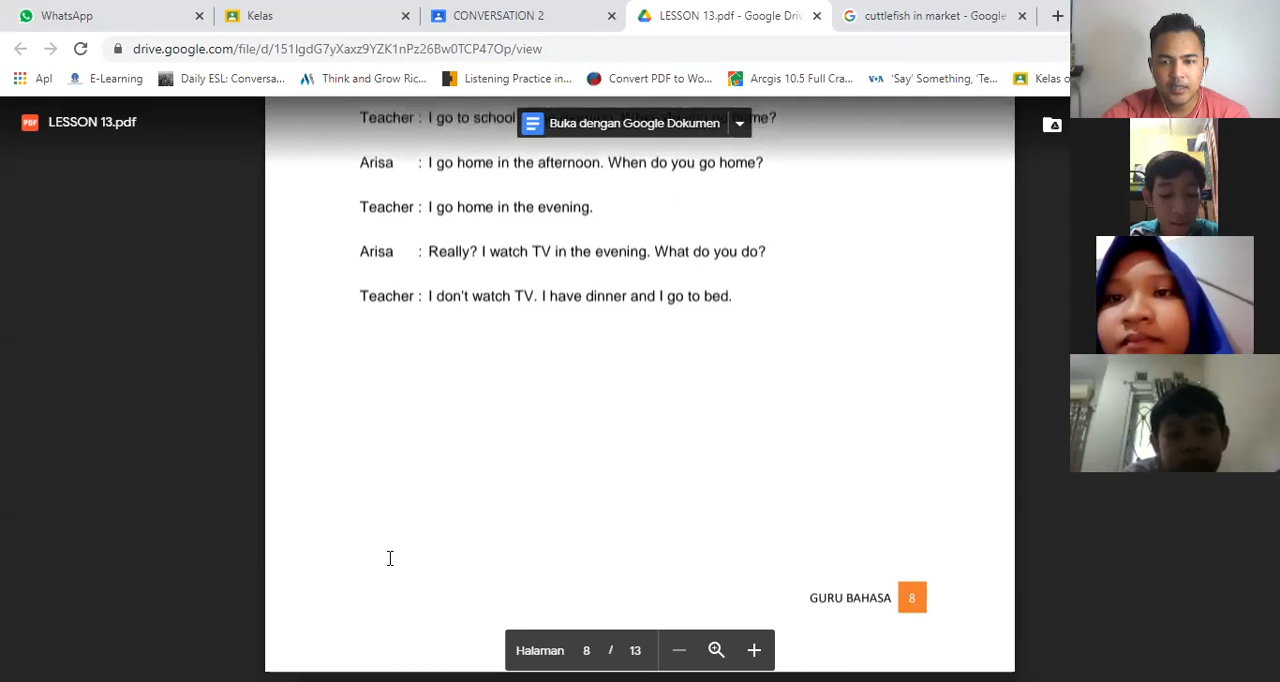 WhatsApp
Kelas
CONVERSATION 2
LESSON 13.pdf - Google Driv
cuttlefish in market - Google
drive.google.com/file/d/151lgdG7yXaxz9YZK1nPz26Bw0TCP47Op/view
Apl
E-Learning
Daily ESL: Conversa...
Think and Grow Ric...
Listening Practice in...
Convert PDF to Wo...
Arcgis 10.5 Full Cra...
'Say' Something, 'Te...
Kelas
PDF LESSON 13.pdf
Buka dengan Google Dokumen
Teacher : I go to school
Arisa : I go home in the afternoon. When do you go home?
Teacher : I go home in the evening.
Arisa : Really? I watch TV in the evening. What do you do?
Teacher : I don't watch TV. I have dinner and I go to bed.
GURU BAHASA 8
Halaman 8 / 13